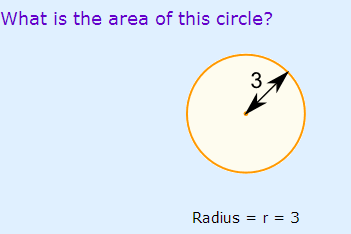 What is the area of this circle?
3
Radius = r = 3